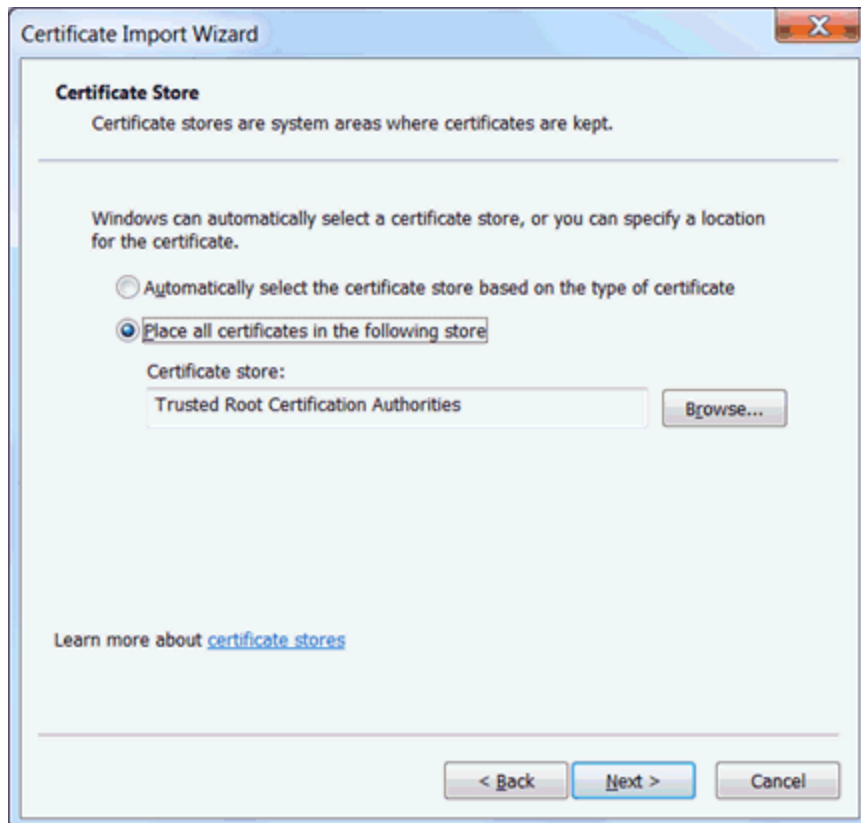 Certificate Import Wizard
Certificate Store
Certificate stores are system areas where certificates are kept.
Windows can automatically select a certificate store, or you can specify a location
for the certificate.
Automatically select the certificate store based on the type of certificate
Place all certificates in the following store
Certificate store:
Trusted Root Certification Authorities
Browse...
Learn more about certificate stores
< Back
Next >
Cancel